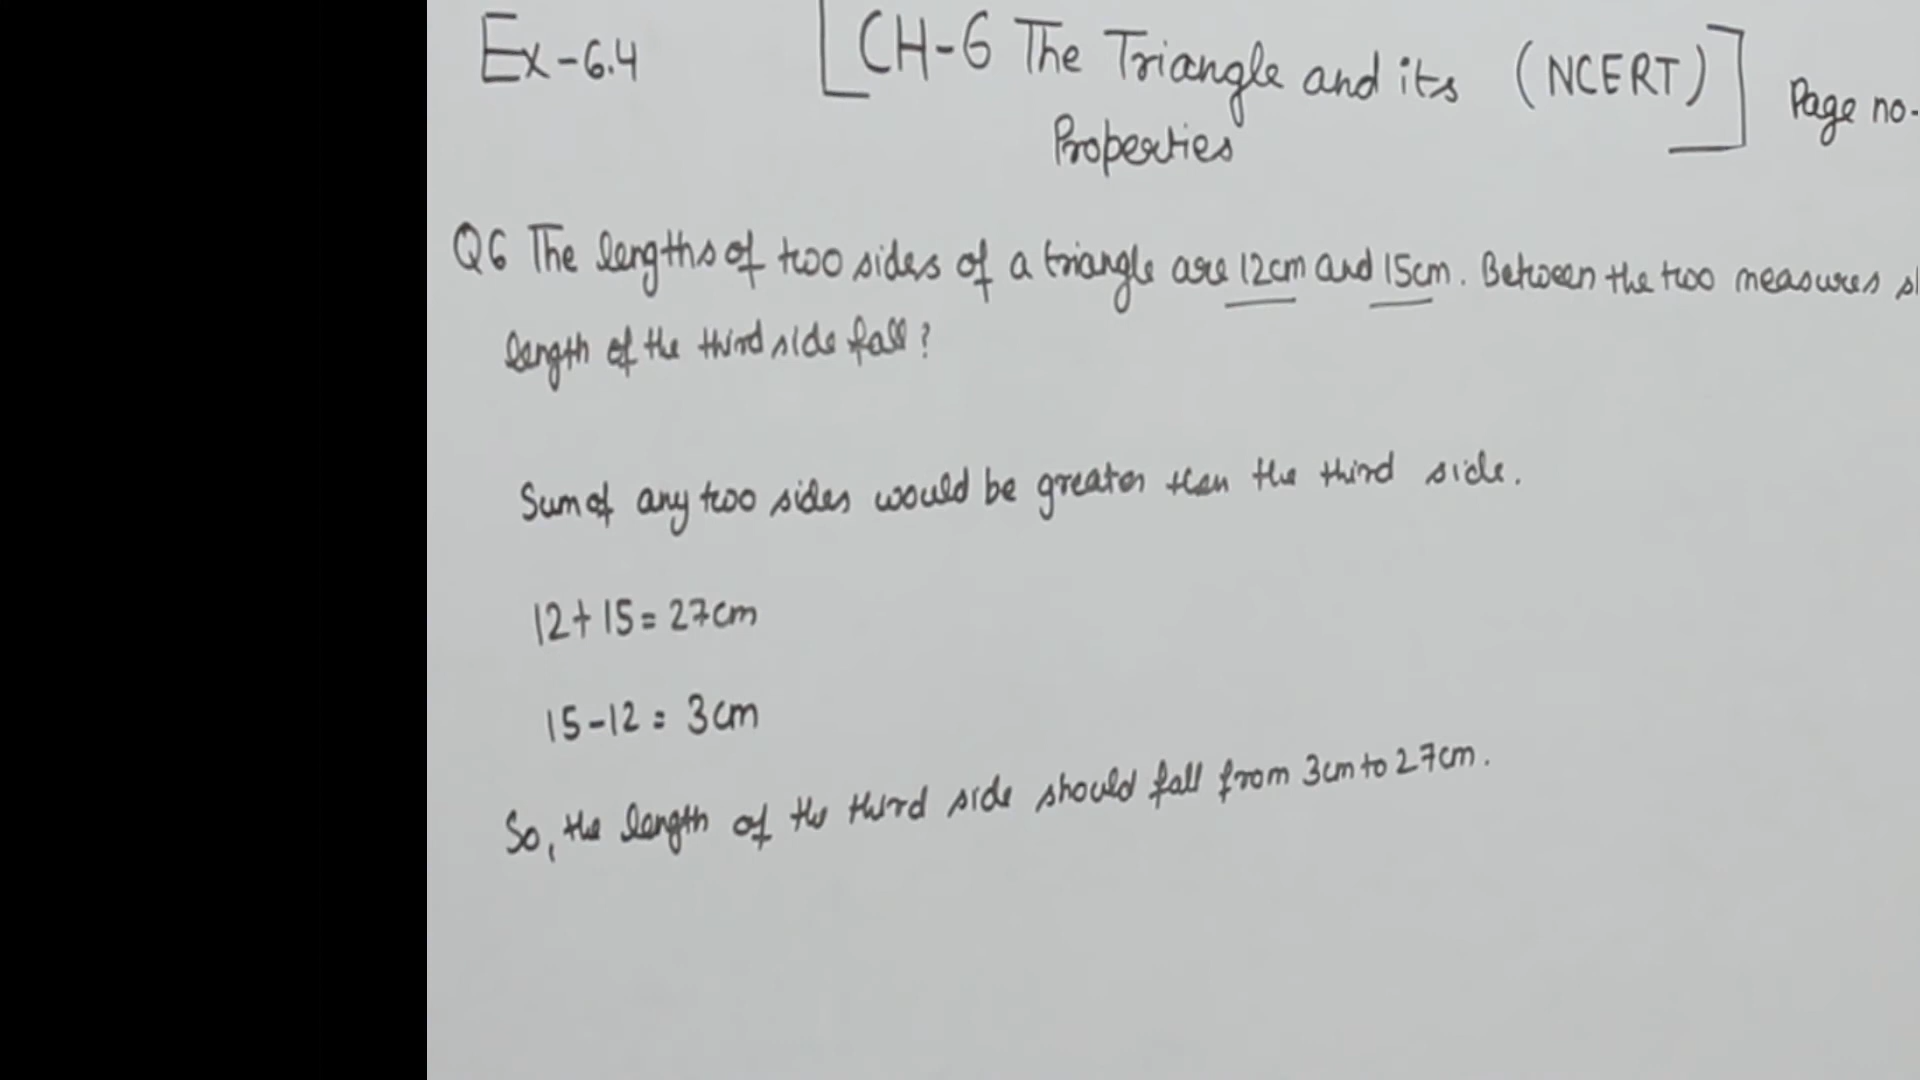 Ex-6.4 [CH-6 The Triangle and its (NCERT)] Page no-
Properties
Q6 The lengths of two sides of a triangle are 12cm and 15cm. Between the two measures
length of the third side fall?
Sum of any two sides would be greater than the third side.
12+15=27cm
15-12=3cm
So, the length of the third side should fall from 3cm to 27cm.